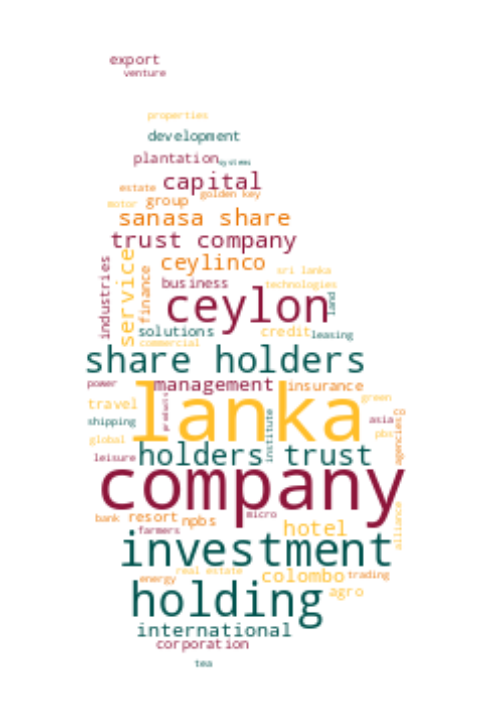 export
venture
properties
development
plantation systems
capital
estate golden key
motor group
sanasa share
trust company
ceylinco
service
industries
finance
sri lanka
business technologies
ceylon
land
solutions credit leasing
commercial
share holders
power management insurance
lanka
travel green
products
shipping asia co
global pbs
institute
agencies
leisure holders trust
company
bank resort npbs micro
farmers hotel
alliance
investment
real estate
energy colombo trading
agro
holding
international
corporation
tea